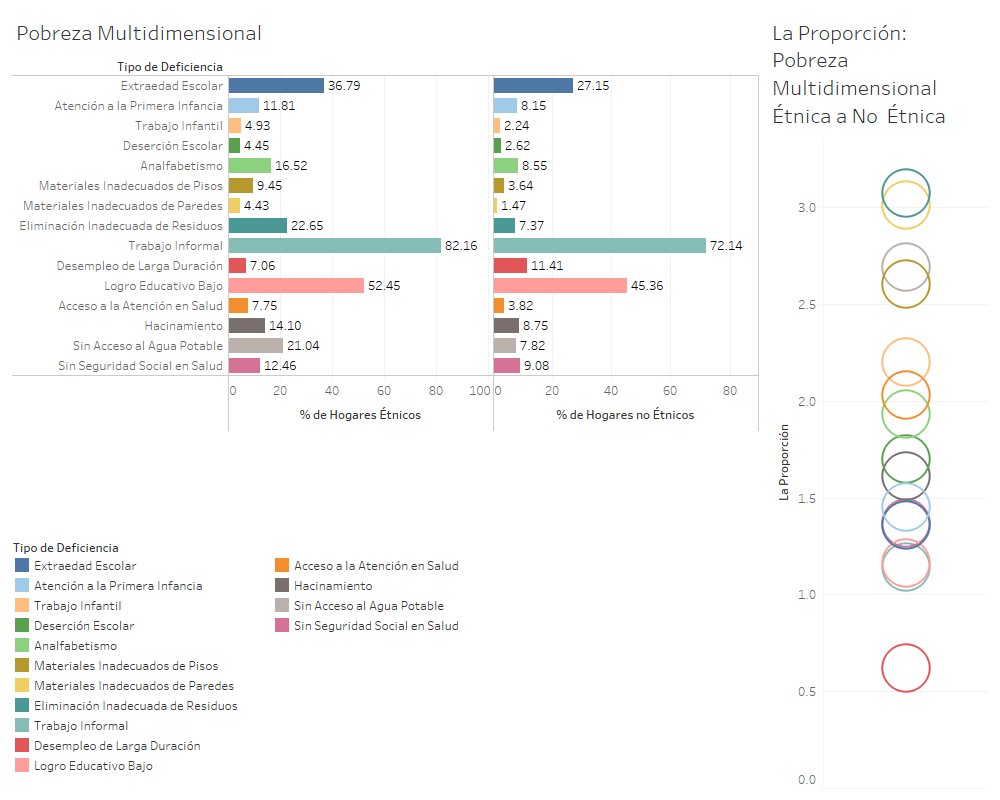 Pobreza Multidimensional
Tipo de Deficiencia
Extraedad Escolar 36.79 27.15
Atención a la Primera Infancia 11.81 8.15
Trabajo Infantil 4.93 2.24
Deserción Escolar 4.45 2.62
Analfabetismo 16.52 8.55
Materiales Inadecuados de Pisos 9.45 3.64
Materiales Inadecuados de Paredes 4.43 1.47
Eliminación Inadecuada de Residuos 22.65 7.37
Trabajo Informal 82.16 72.14
Desempleo de Larga Duración 7.06 11.41
Logro Educativo Bajo 52.45 45.36
Acceso a la Atención en Salud 7.75 3.82
Hacinamiento 14.10 8.75
Sin Acceso al Agua Potable 21.04 7.82
Sin Seguridad Social en Salud 12.46 9.08
0 20 40 60 80 100 0 20 40 60 80
% de Hogares Étnicos % de Hogares no Étnicos
La Proporción:
Pobreza
Multidimensional
Étnica a No Étnica
3.0
2.5
2.0
1.5
1.0
0.5
0.0
La Proporción
Tipo de Deficiencia
Extraedad Escolar
Atención a la Primera Infancia
Trabajo Infantil
Deserción Escolar
Analfabetismo
Materiales Inadecuados de Pisos
Materiales Inadecuados de Paredes
Eliminación Inadecuada de Residuos
Trabajo Informal
Desempleo de Larga Duración
Logro Educativo Bajo
Acceso a la Atención en Salud
Hacinamiento
Sin Acceso al Agua Potable
Sin Seguridad Social en Salud